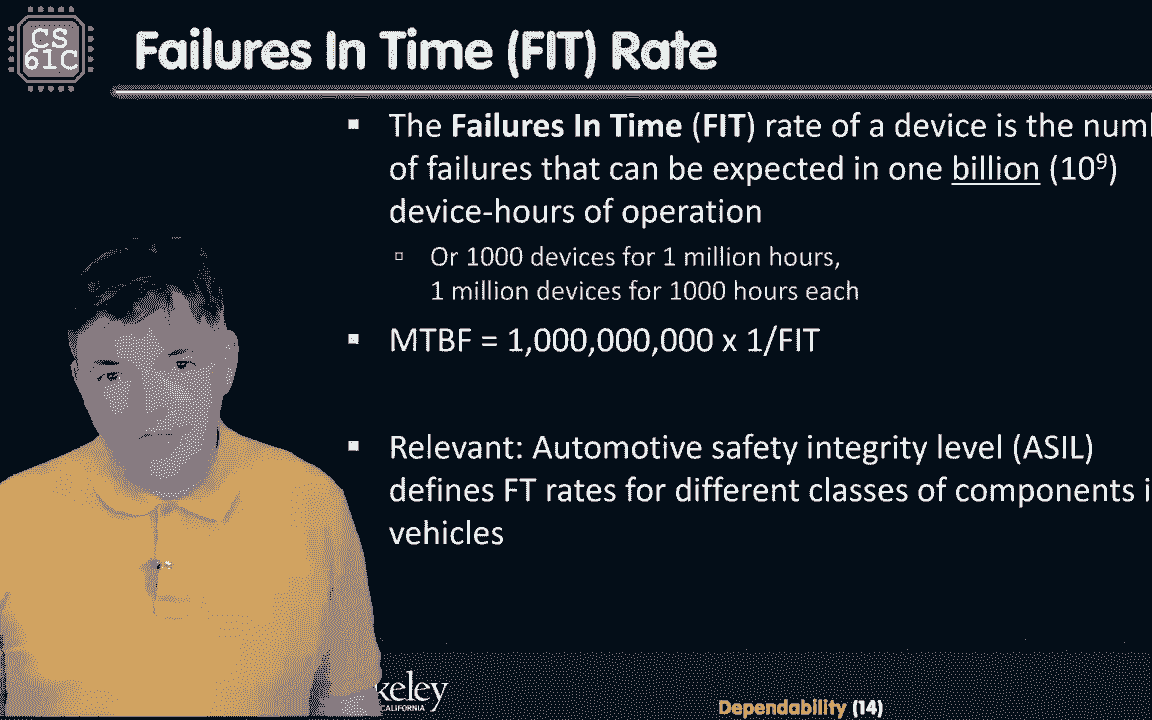 CS
61C
Failures In Time (FIT) Rate
▪ The Failures In Time (FIT) rate of a device is the num
of failures that can be expected in one billion (10⁹)
device-hours of operation
▫ Or 1000 devices for 1 million hours,
1 million devices for 1000 hours each
▪ MTBF = 1,000,000,000 x 1/FIT
▪ Relevant: Automotive safety integrity level (ASIL)
defines FT rates for different classes of components i
vehicles
keley
CALIFORNIA
Dependability (14)